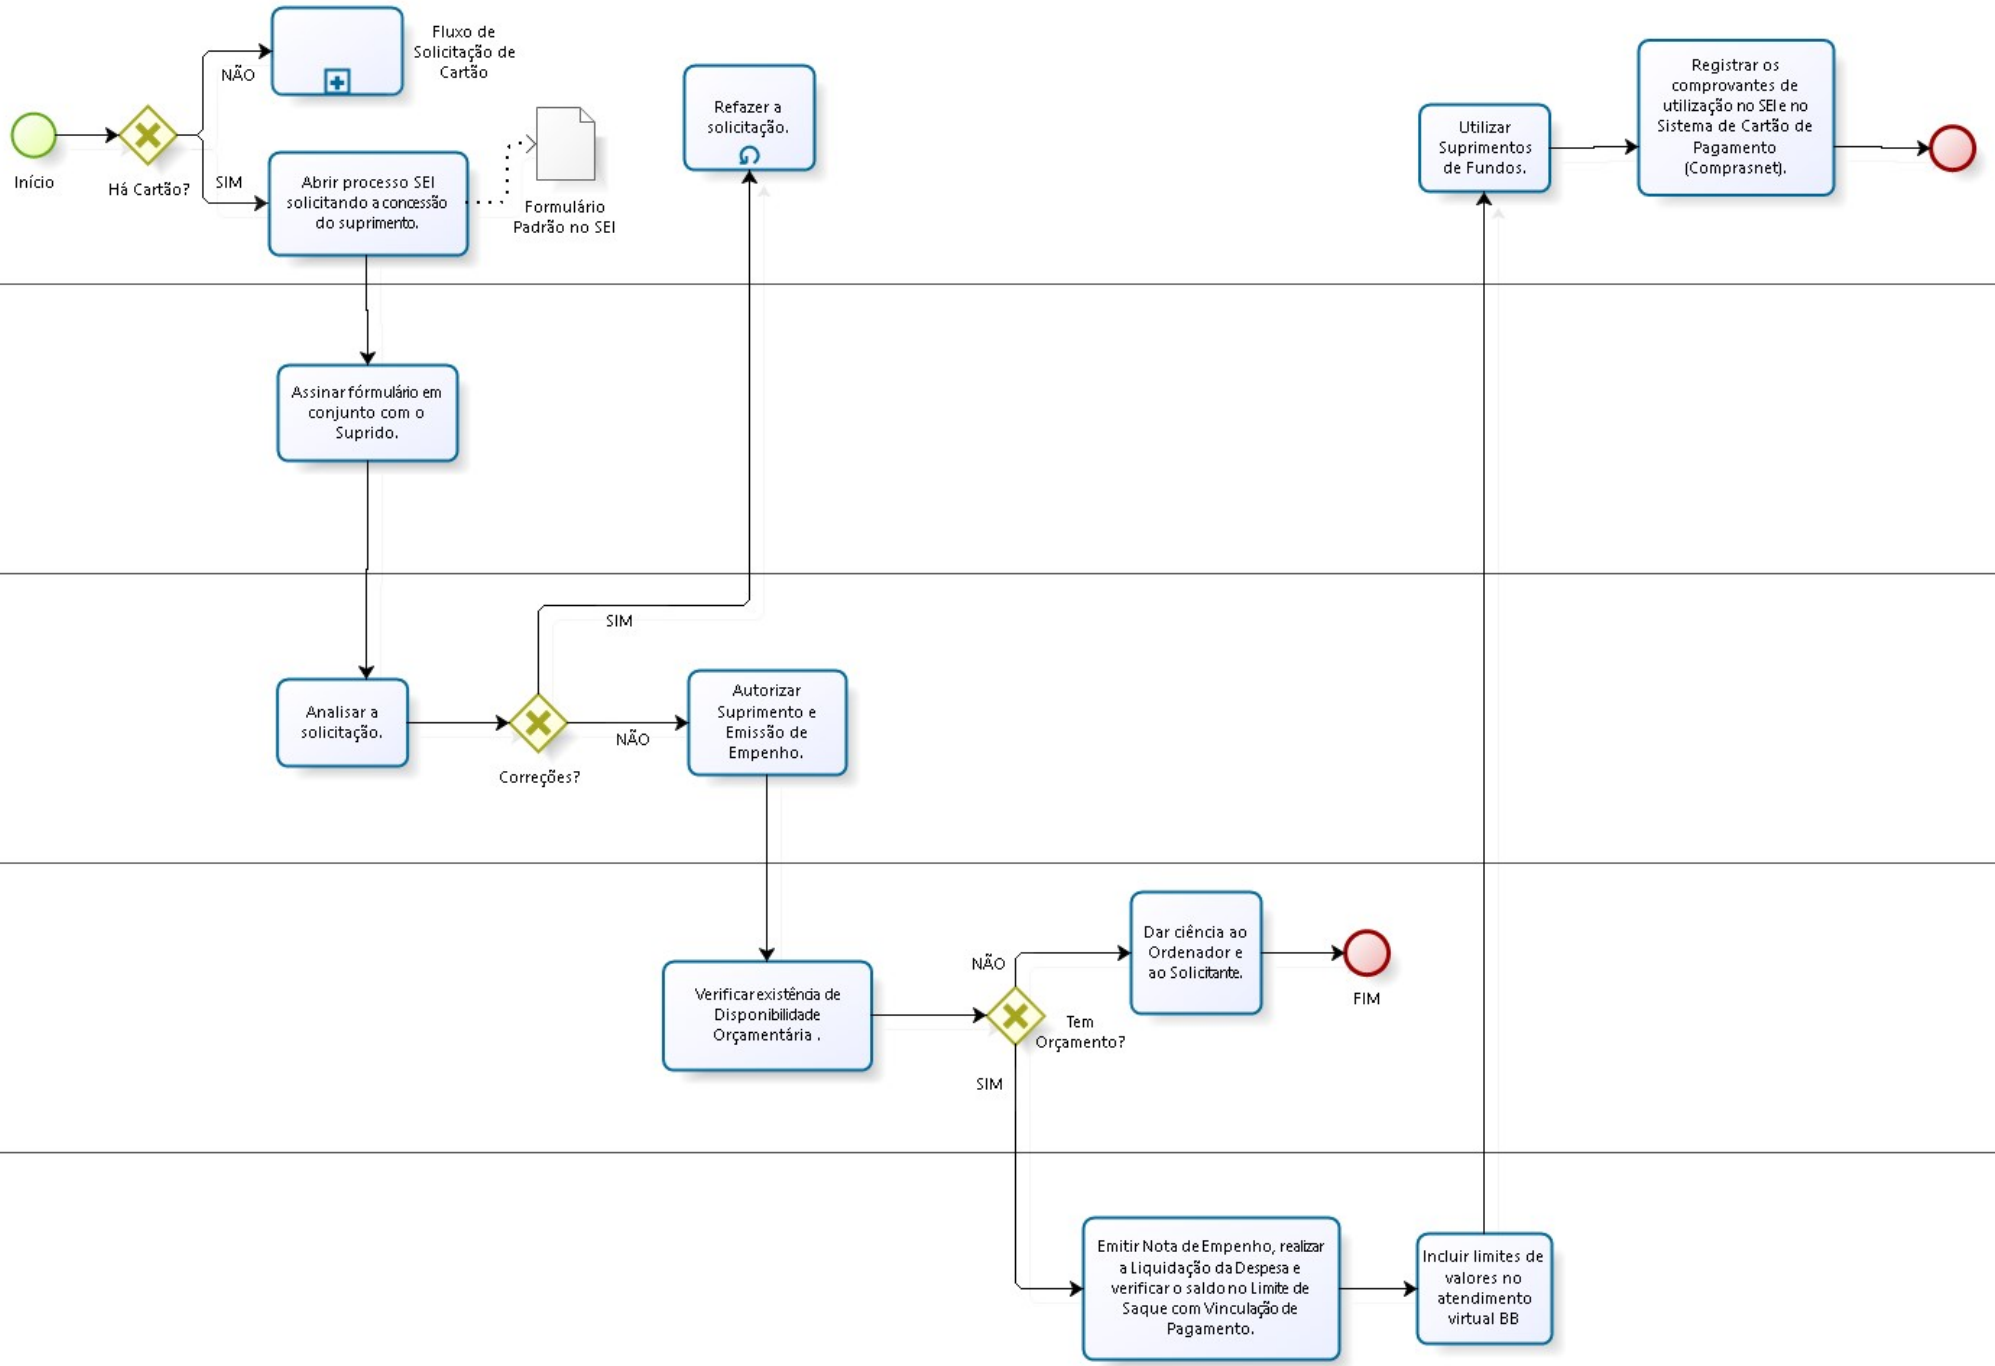 Fluxo de
Solicitação de
Cartão
NÃO
Início
Há Cartão?
SIM
Abrir processo SEI
solicitando a concessão
do suprimento.
Formulário
Padrão no SEI
Refazer a
solicitação.
Utilizar
Suprimentos
de Fundos.
Registrar os
comprovantes de
utilização no SEI e no
Sistema de Cartão de
Pagamento
(Comprasnet).
Assinar fórmulário em
conjunto com o
Suprido.
SIM
Analisar a
solicitação.
Correções?
NÃO
Autorizar
Suprimento e
Emissão de
Empenho.
Verificar existência de
Disponibilidade
Orçamentária .
NÃO
Tem
Orçamento?
SIM
Dar ciência ao
Ordenador e
ao Solicitante.
FIM
Emitir Nota de Empenho, realizar
a Liquidação da Despesa e
verificar o saldo no Limite de
Saque com Vinculação de
Pagamento.
Incluir limites de
valores no
atendimento
virtual BB